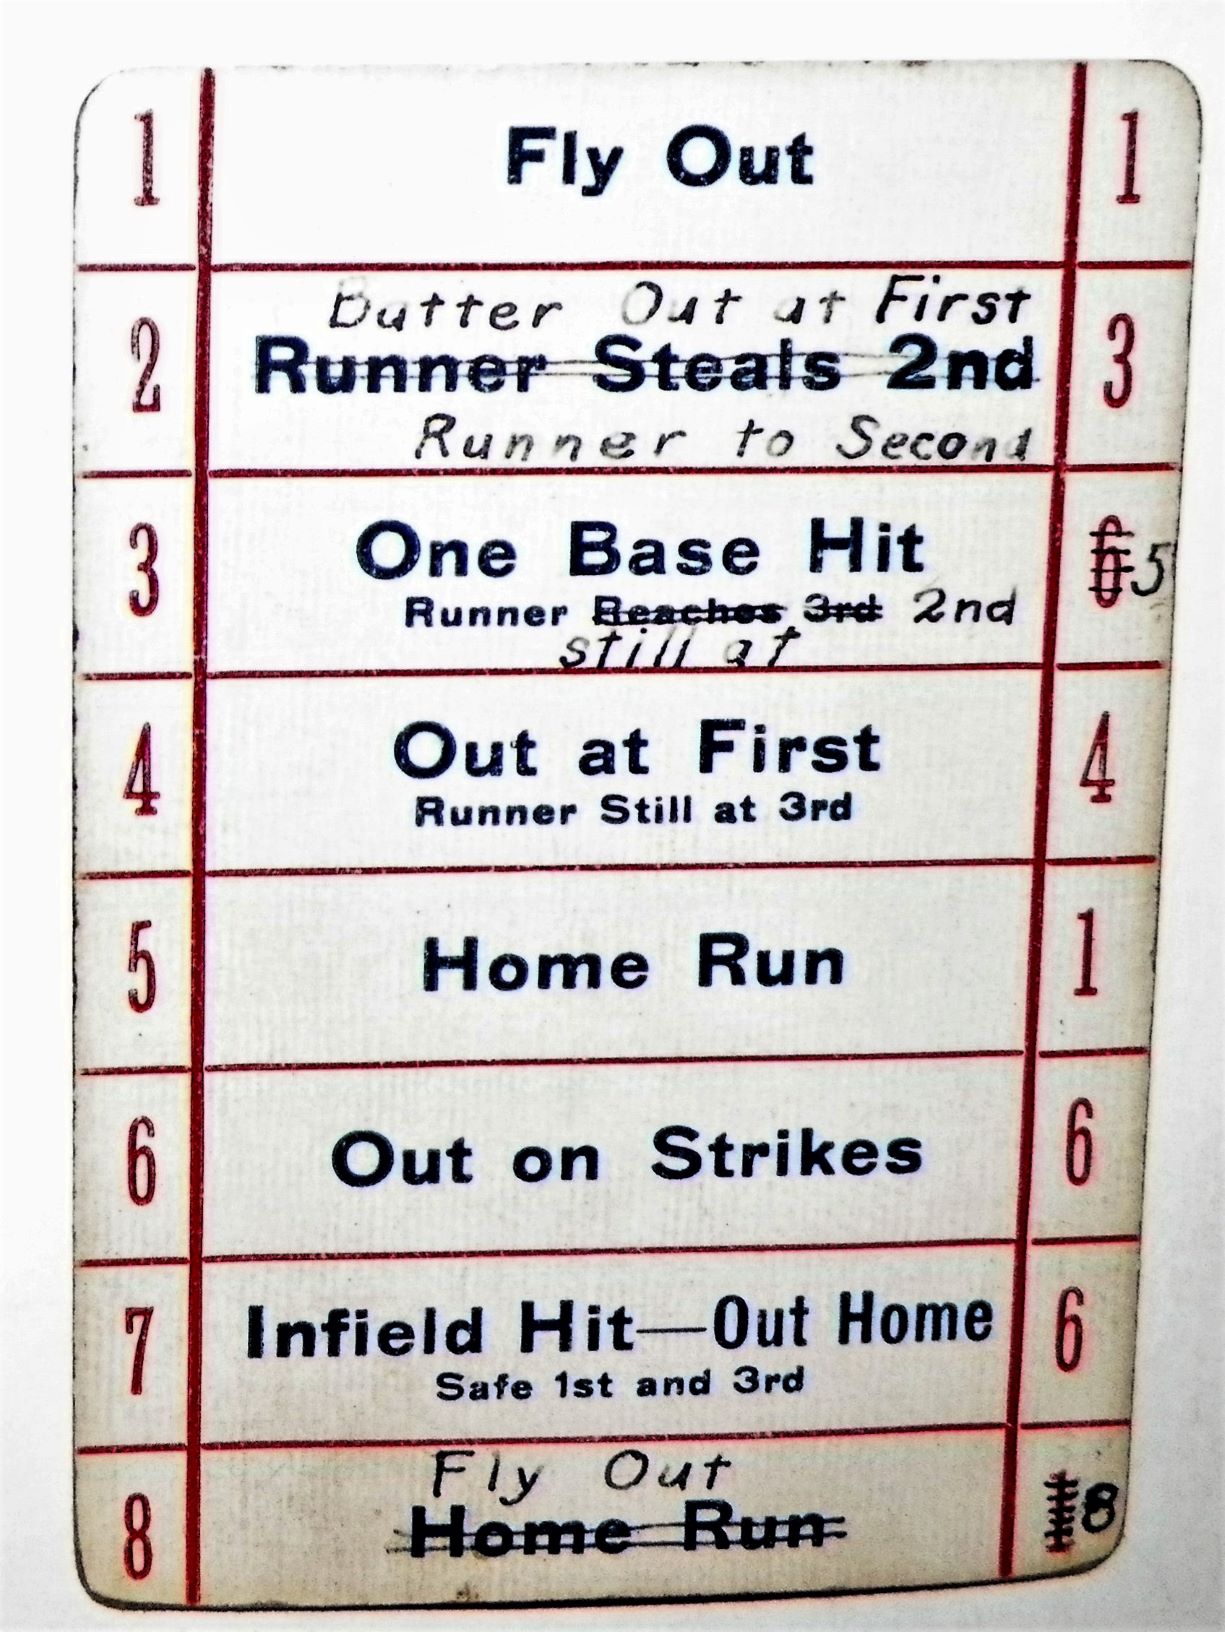 1 Fly Out 1
Batter Out at First
2 Runner Steals 2nd 3
Runner to Second
3 One Base Hit 6 5
Runner Reaches 3rd 2nd
still at
4 Out at First 4
Runner Still at 3rd
5 Home Run 1
6 Out on Strikes 6
7 Infield Hit—Out Home 6
Safe 1st and 3rd
Fly Out
8 Home Run 8